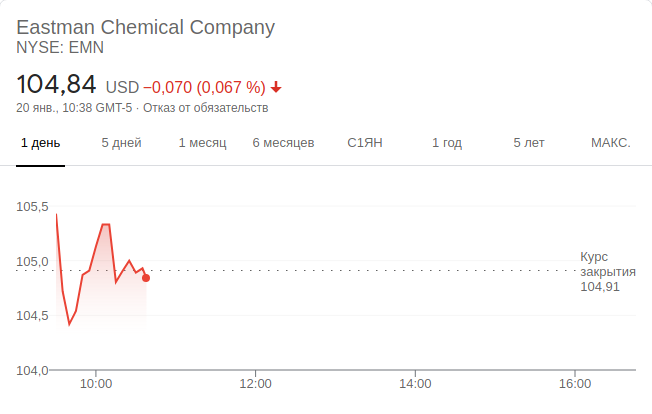 Eastman Chemical Company
NYSE: EMN
104,84 USD −0,070 (0,067 %)
20 янв., 10:38 GMT-5 · Отказ от обязательств
1 день 5 дней 1 месяц 6 месяцев С1ЯН 1 год 5 лет МАКС.
105,5
105,0
104,5
104,0
Курс
закрытия
104,91
10:00 12:00 14:00 16:00